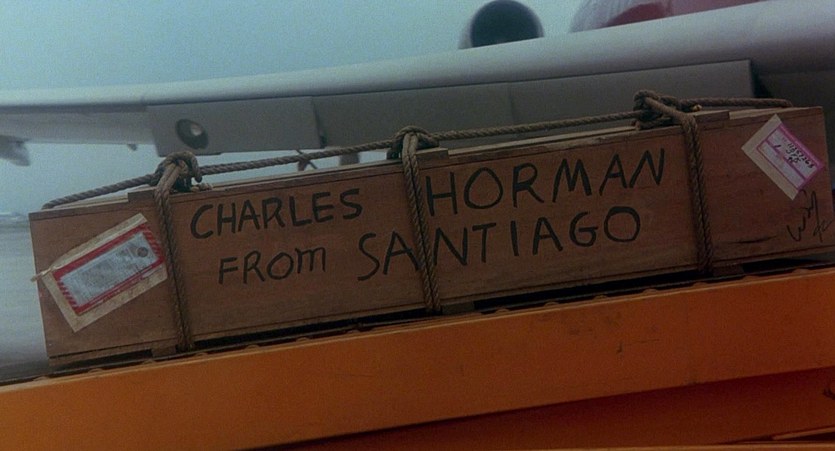 CHARLES HORMAN
FROM SANTIAGO